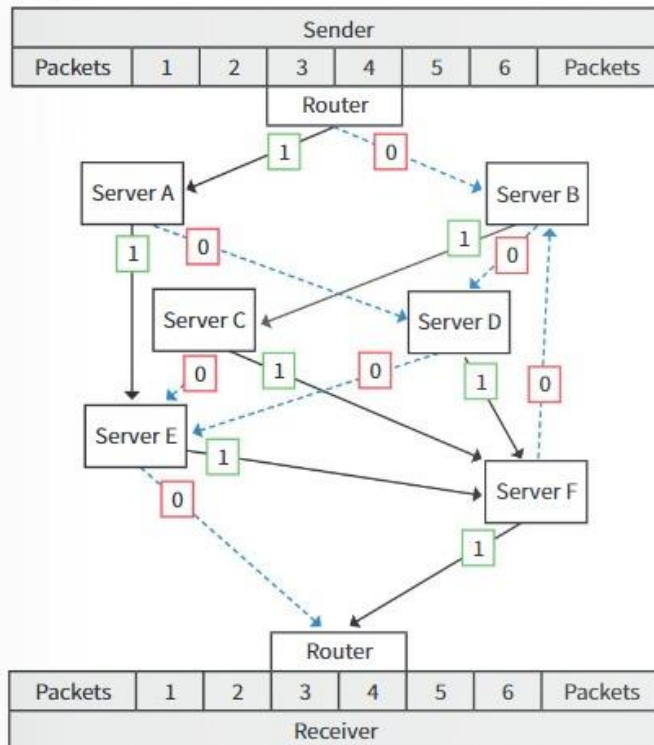 Sender
Packets 1 2 3 4 5 6 Packets
Router
1 0
Server A Server B
1 0 1 0
Server C Server D
0 1 0 1 0
Server E
1
Server F
0
1
Router
Packets 1 2 3 4 5 6 Packets
Receiver